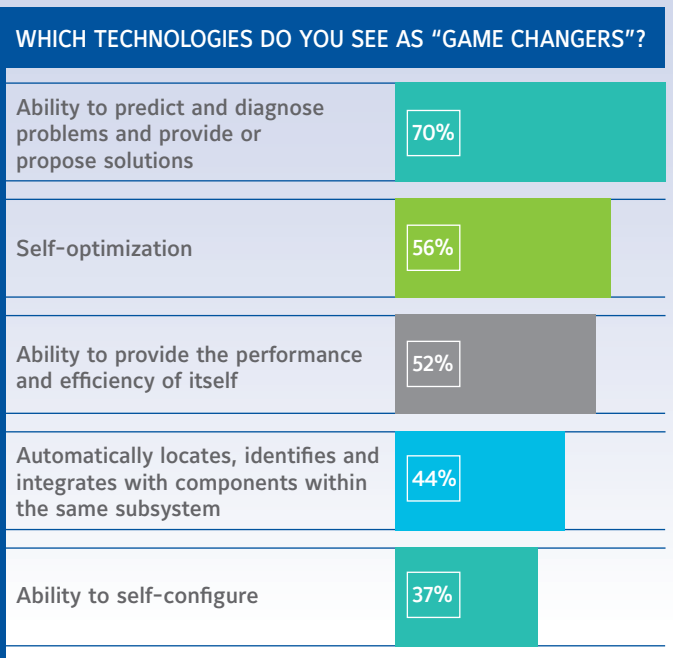 WHICH TECHNOLOGIES DO YOU SEE AS “GAME CHANGERS”?
Ability to predict and diagnose
problems and provide or
propose solutions
70%
Self-optimization
56%
Ability to provide the performance
and efficiency of itself
52%
Automatically locates, identifies and
integrates with components within
the same subsystem
44%
Ability to self-configure
37%